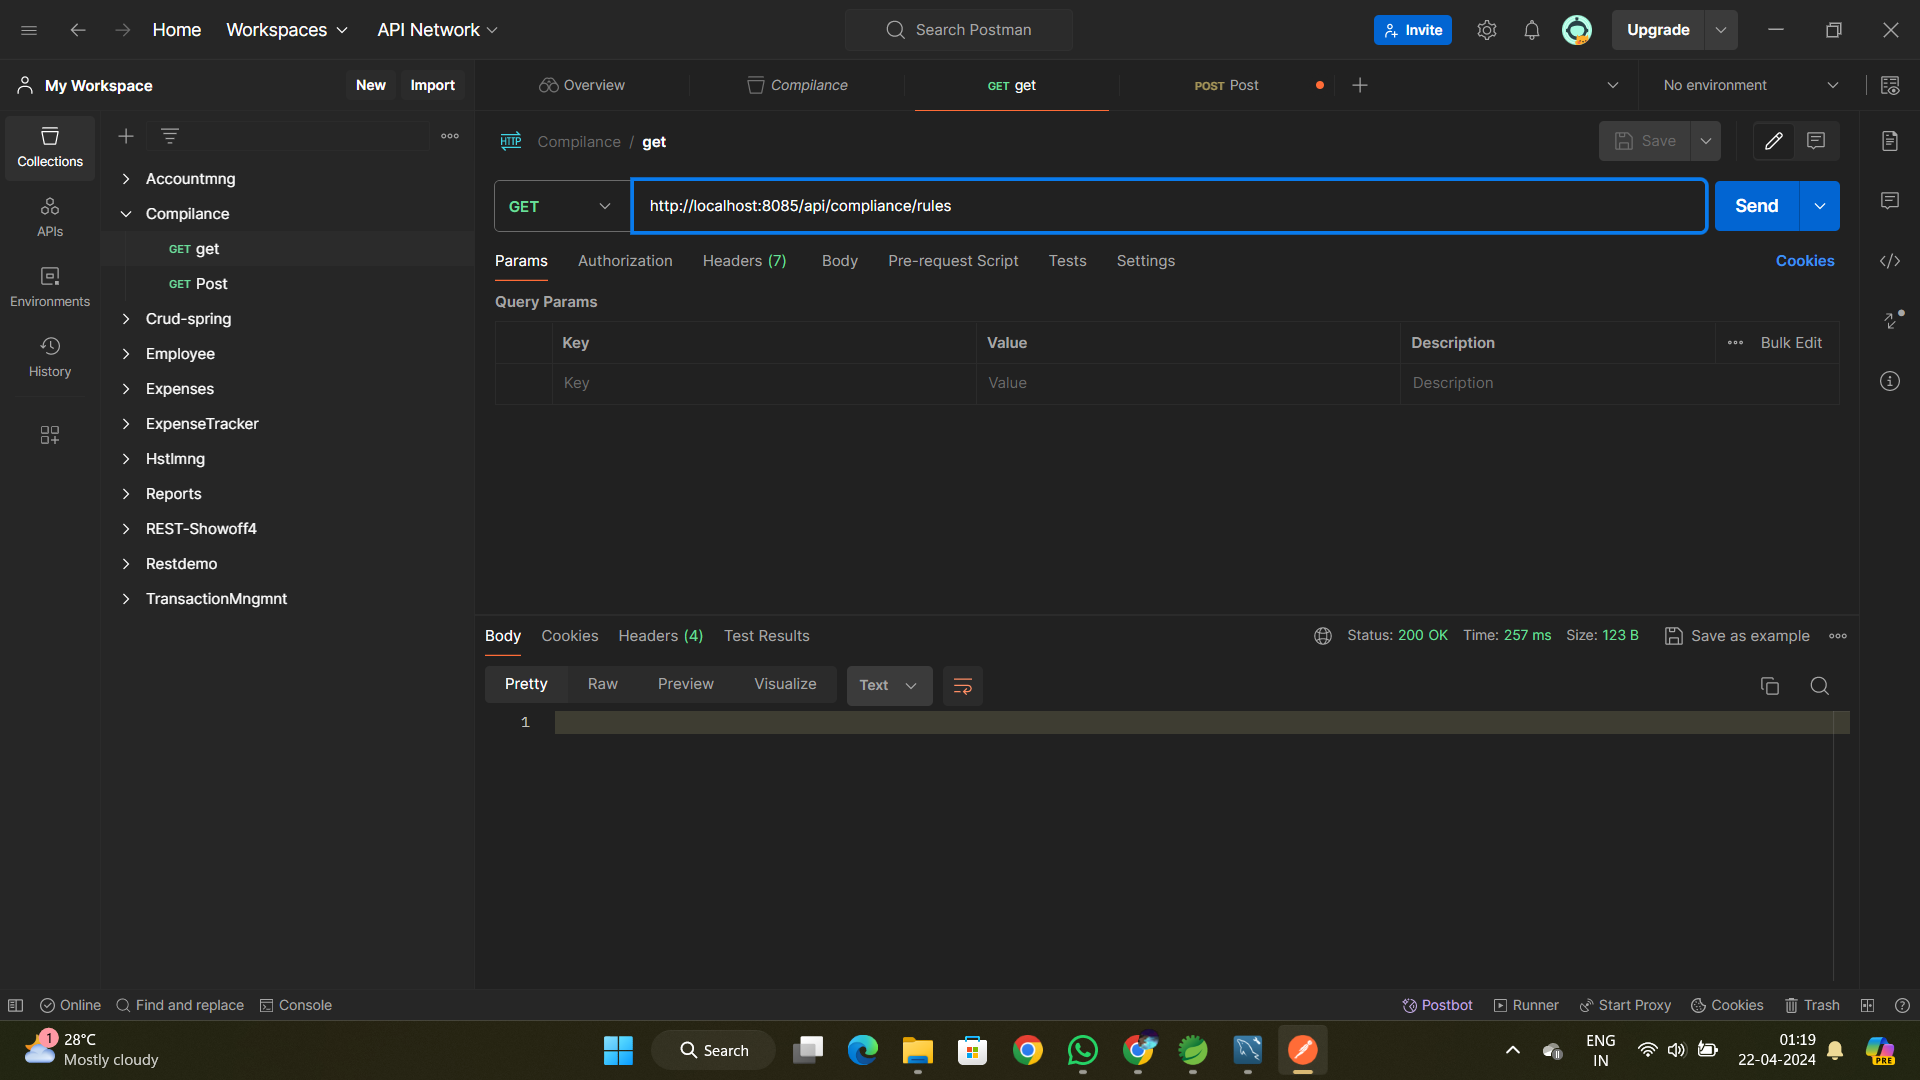 Home Workspaces API Network Search Postman Invite Upgrade
My Workspace New Import Overview Compilance GET get POST Post No environment
Collections
APIs
Environments
History
Accountmng
Compilance
GET get
GET Post
Crud-spring
Employee
Expenses
ExpenseTracker
Hstlmng
Reports
REST-Showoff4
Restdemo
TransactionMngmnt
HTTP Compilance / get Save
GET http://localhost:8085/api/compliance/rules Send
Params Authorization Headers (7) Body Pre-request Script Tests Settings Cookies
Query Params
Key Value Description Bulk Edit
Key Value Description
Body Cookies Headers (4) Test Results Status: 200 OK Time: 257 ms Size: 123 B Save as example
Pretty Raw Preview Visualize Text
1
Online Find and replace Console Postbot Runner Start Proxy Cookies Trash
1 28°C
Mostly cloudy
Search
ENG
IN
01:19
22-04-2024
PRE